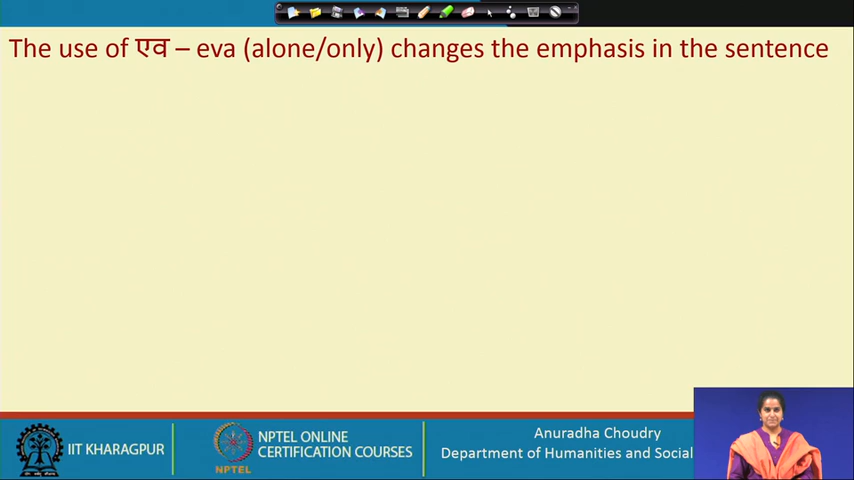 The use of एव – eva (alone/only) changes the emphasis in the sentence
IIT KHARAGPUR
NPTEL
NPTEL ONLINE
CERTIFICATION COURSES
Anuradha Choudry
Department of Humanities and Social